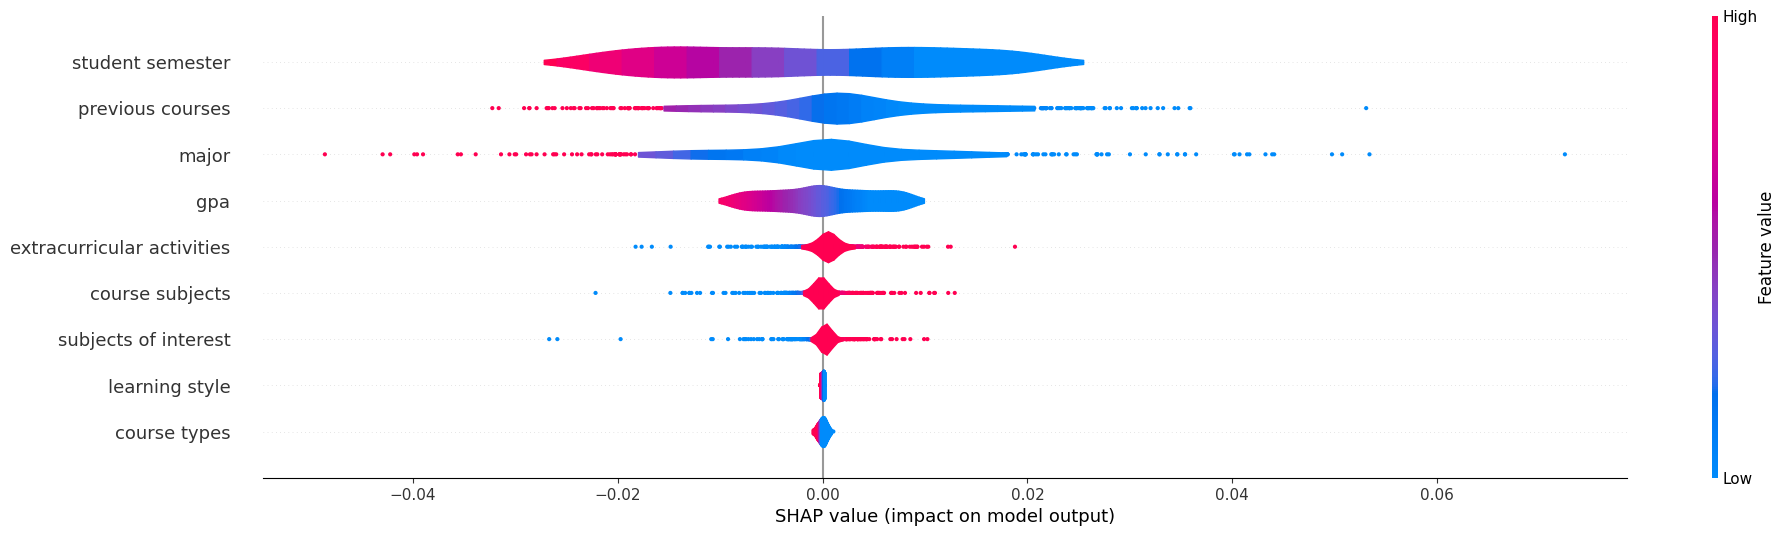 High
student semester
previous courses
major
gpa
extracurricular activities
course subjects
subjects of interest
learning style
course types
Feature value
Low
−0.04 −0.02 0.00 0.02 0.04 0.06
SHAP value (impact on model output)